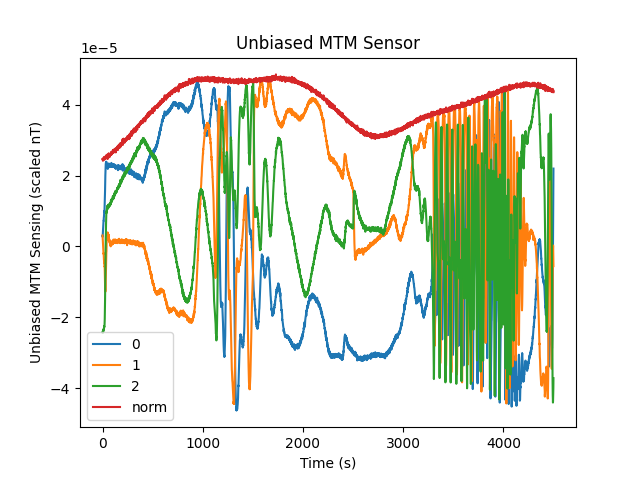 Unbiased MTM Sensor
1e−5
Unbiased MTM Sensing (scaled nT)
4
2
0
−2
−4
0
1
2
norm
0 1000 2000 3000 4000
Time (s)